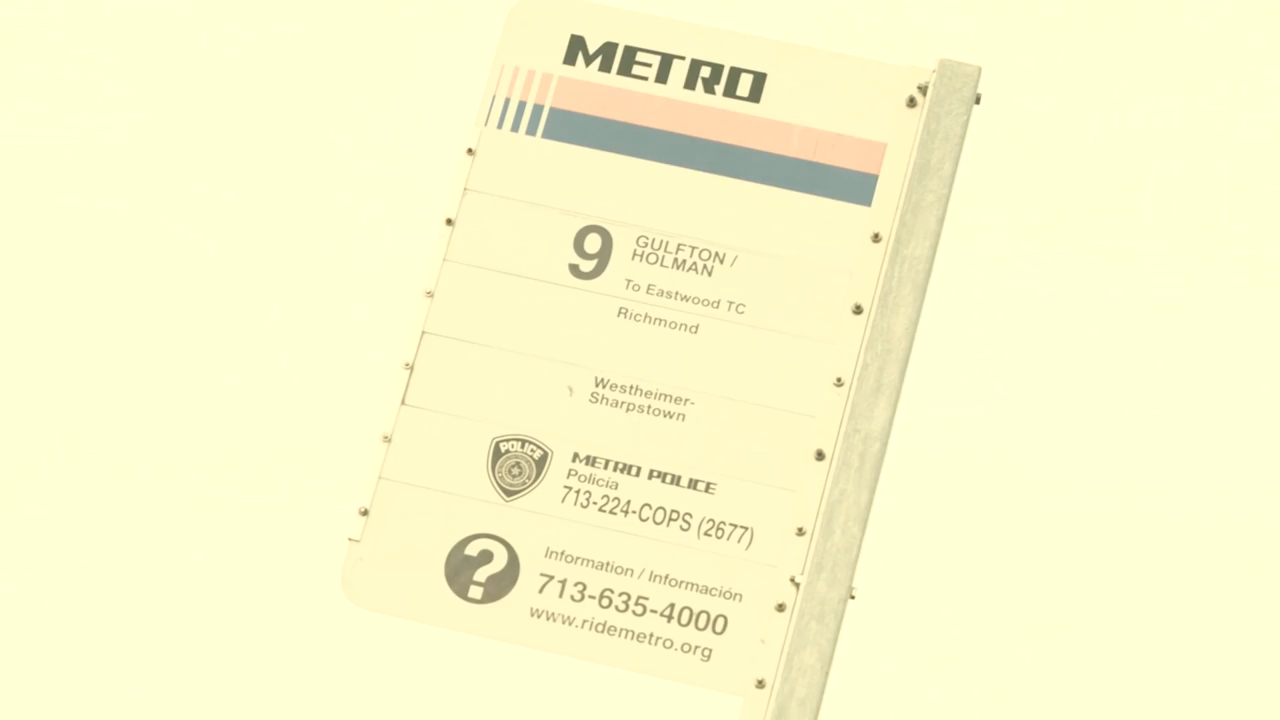 METRO
9 GULFTON /
HOLMAN
To Eastwood TC
Richmond
Westheimer-
Sharpstown
POLICE
METRO POLICE
Policía
713-224-COPS (2677)
?
Information / Información
713-635-4000
www.ridemetro.org